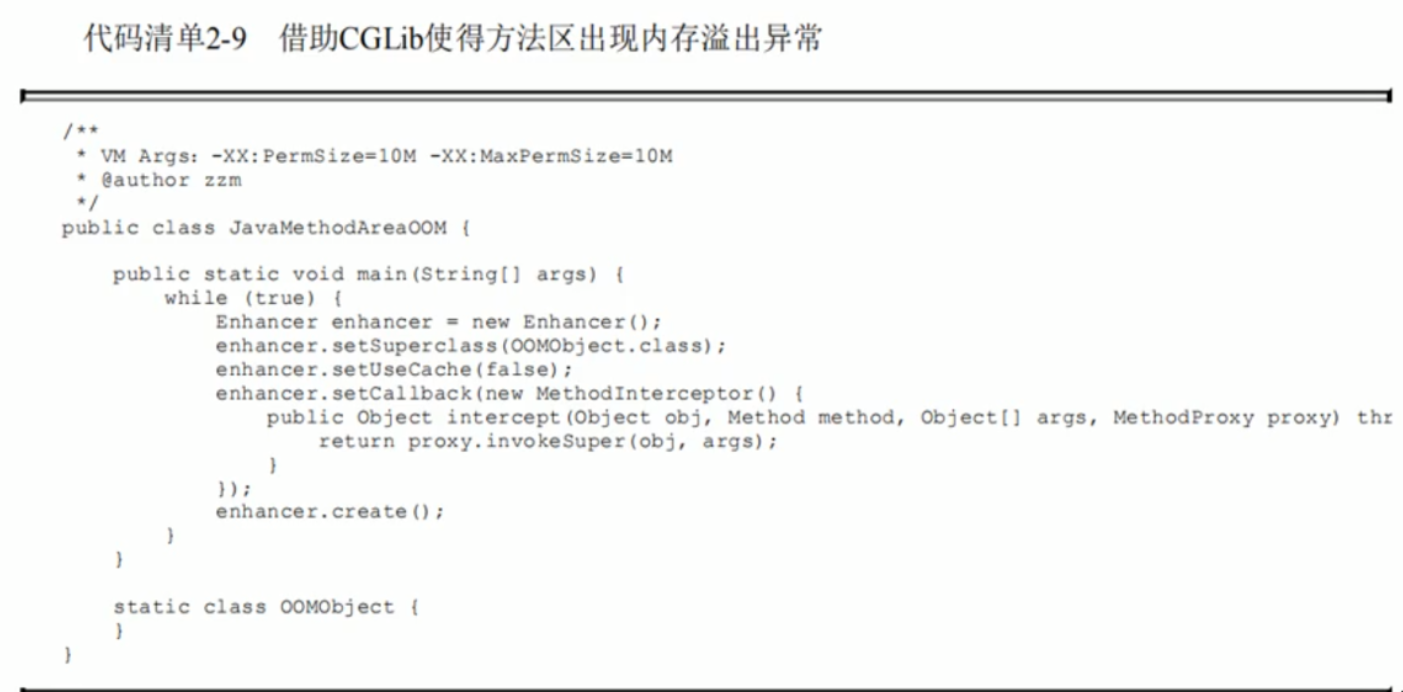 代码清单2-9 借助CGLib使得方法区出现内存溢出异常
/**
 * VM Args: -XX:PermSize=10M -XX:MaxPermSize=10M
 * @author zzm
 */
public class JavaMethodAreaOOM {
    public static void main(String[] args) {
        while (true) {
            Enhancer enhancer = new Enhancer();
            enhancer.setSuperclass(OOMObject.class);
            enhancer.setUseCache(false);
            enhancer.setCallback(new MethodInterceptor() {
                public Object intercept(Object obj, Method method, Object[] args, MethodProxy proxy) thr
                    return proxy.invokeSuper(obj, args);
                }
            });
            enhancer.create();
        }
    }
    static class OOMObject {
    }
}